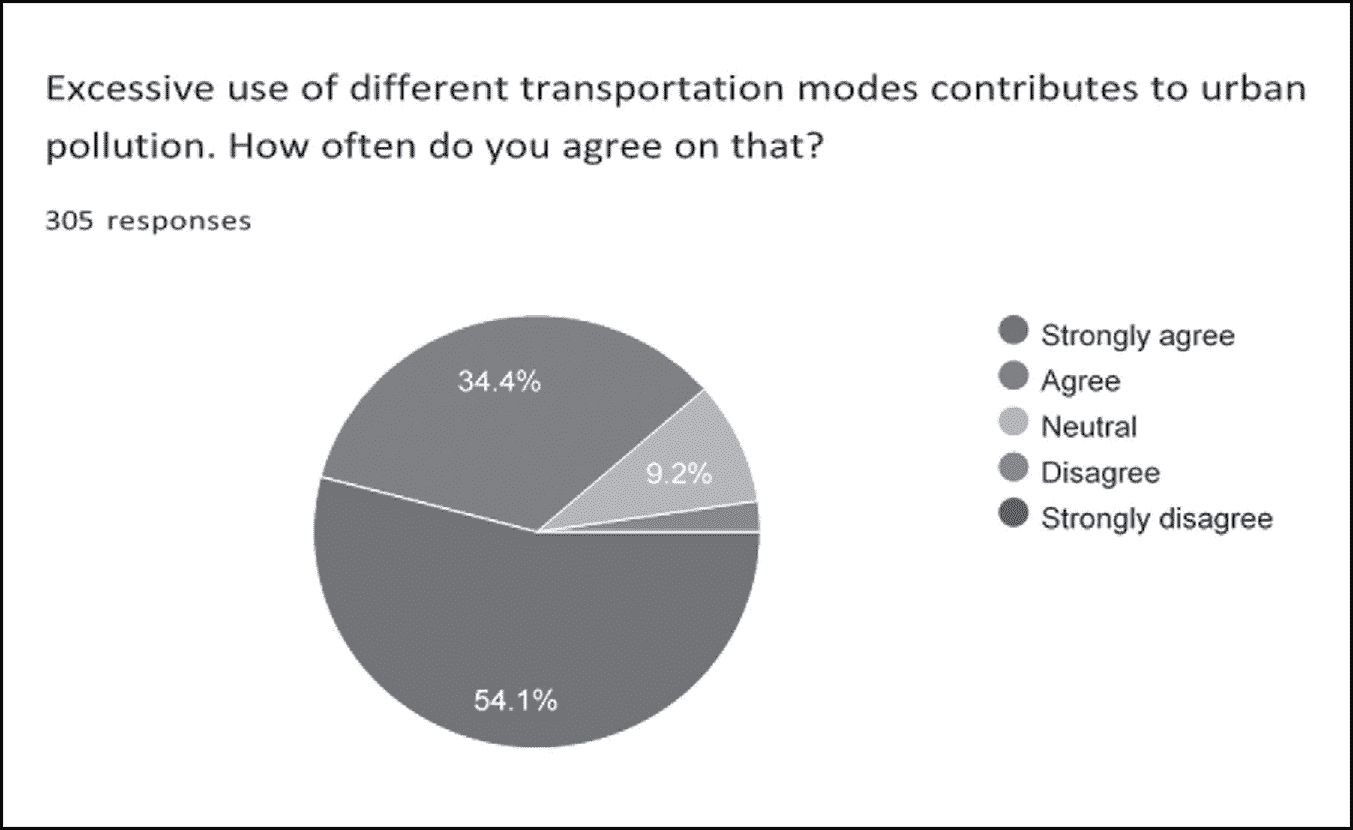 Excessive use of different transportation modes contributes to urban
pollution. How often do you agree on that?
305 responses
34.4%
9.2%
54.1%
Strongly agree
Agree
Neutral
Disagree
Strongly disagree